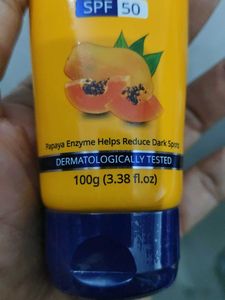 SPF 50
Papaya Enzyme Helps Reduce Dark Spots
DERMATOLOGICALLY TESTED
100g (3.38 fl.oz)